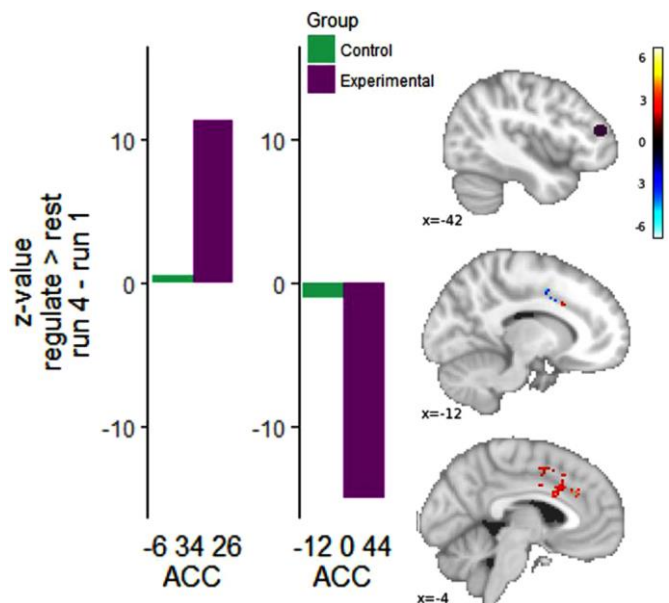 Group
Control
Experimental
z-value
regulate > rest
run 4 - run 1
10
0
-10
-6 34 26
ACC
10
0
-10
-12 0 44
ACC
x=-42
x=-12
x=-4
6
3
0
3
-6